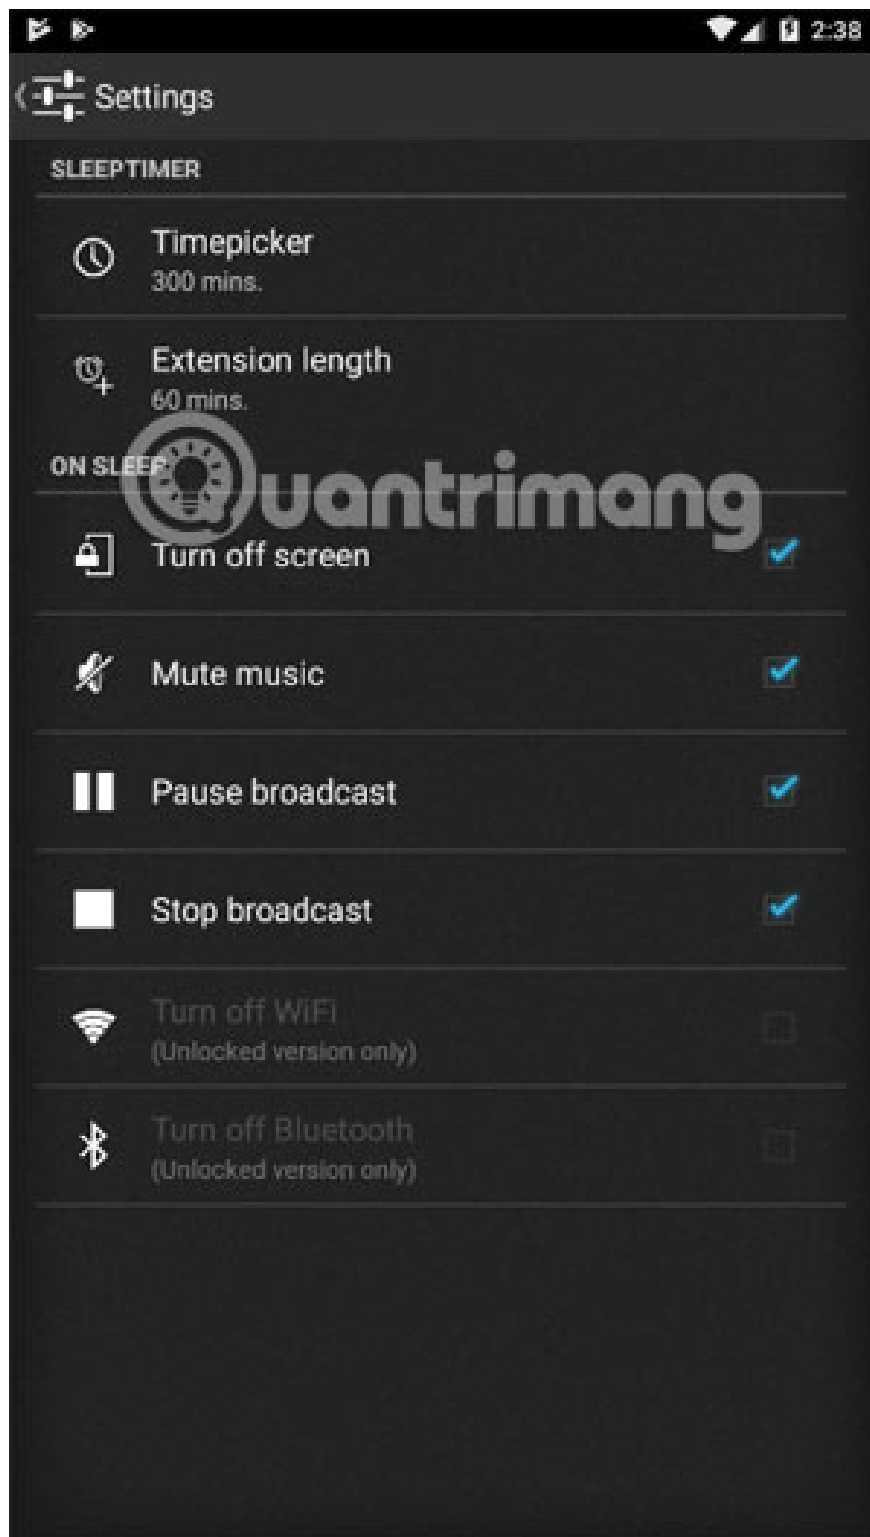 2:38
Settings
SLEEPTIMER
Timepicker
300 mins.
Extension length
60 mins.
ON SLEEP
Quantrimang
Turn off screen
Mute music
Pause broadcast
Stop broadcast
Turn off WiFi
(Unlocked version only)
Turn off Bluetooth
(Unlocked version only)